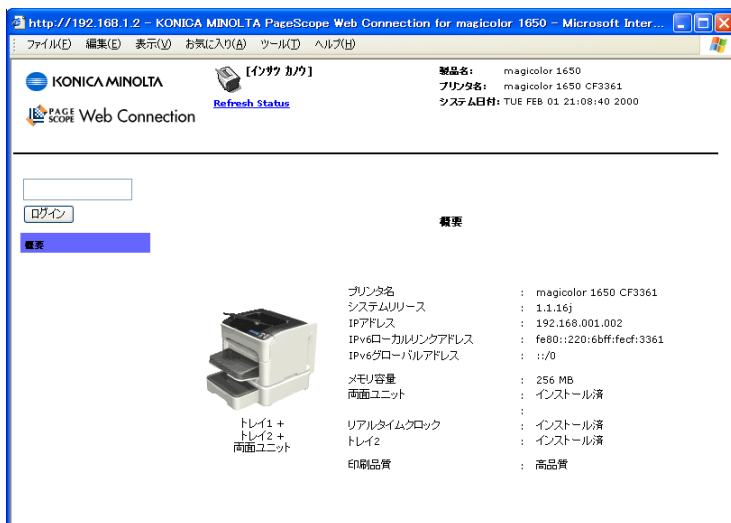 http://192.168.1.2 - KONICA MINOLTA PageScope Web Connection for magicolor 1650 - Microsoft Inter...
ファイル(F) 編集(E) 表示(V) お気に入り(A) ツール(T) ヘルプ(H)
KONICA MINOLTA
[インサツ カノウ]
Refresh Status
製品名: magicolor 1650
プリンタ名: magicolor 1650 CF3361
システム日付: TUE FEB 01 21:08:40 2000
PAGE SCOPE Web Connection
ログイン
概要
概要
プリンタ名 : magicolor 1650 CF3361
システムリリース : 1.1.16j
IPアドレス : 192.168.001.002
IPv6ローカルリンクアドレス : fe80::220:6bff:fecf:3361
IPv6グローバルアドレス : ::/0
メモリ容量 : 256 MB
両面ユニット : インストール済
:
リアルタイムクロック : インストール済
トレイ2 : インストール済
印刷品質 : 高品質
トレイ1 +
トレイ2 +
両面ユニット